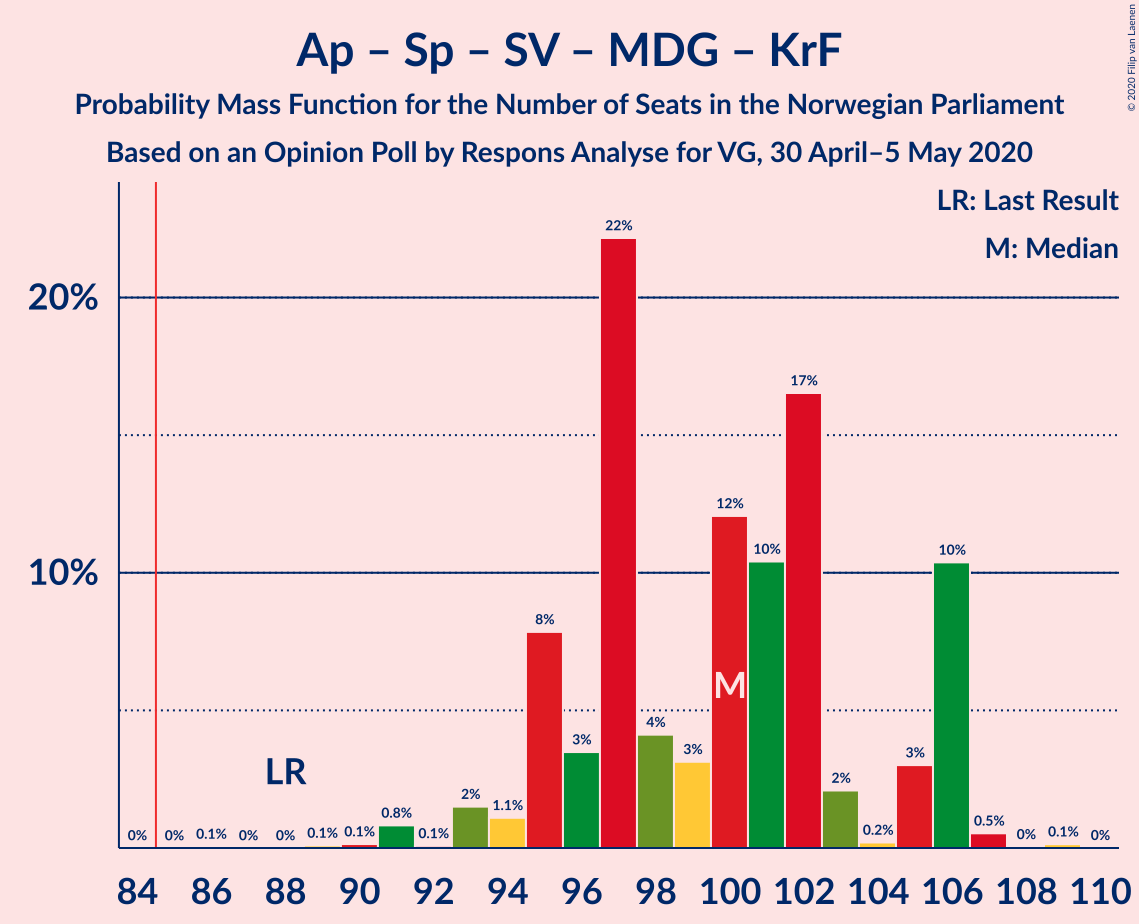 Ap – Sp – SV – MDG – KrF
Probability Mass Function for the Number of Seats in the Norwegian Parliament
Based on an Opinion Poll by Respons Analyse for VG, 30 April–5 May 2020
© 2020 Filip van Laenen
LR: Last Result
M: Median
20%
10%
LR
M
0% 0% 0.1% 0% 0% 0.1% 0.1% 0.8% 0.1% 2% 1.1% 8% 3% 22% 4% 3% 12% 10% 17% 2% 0.2% 3% 10% 0.5% 0% 0.1% 0%
84 86 88 90 92 94 96 98 100 102 104 106 108 110